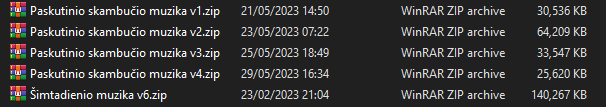 Paskutinio skambučio muzika v1.zip 21/05/2023 14:50 WinRAR ZIP archive 30,536 KB
Paskutinio skambučio muzika v2.zip 23/05/2023 07:22 WinRAR ZIP archive 64,209 KB
Paskutinio skambučio muzika v3.zip 25/05/2023 18:49 WinRAR ZIP archive 33,547 KB
Paskutinio skambučio muzika v4.zip 29/05/2023 16:34 WinRAR ZIP archive 25,620 KB
Šimtadienio muzika v6.zip 23/02/2023 21:04 WinRAR ZIP archive 140,267 KB